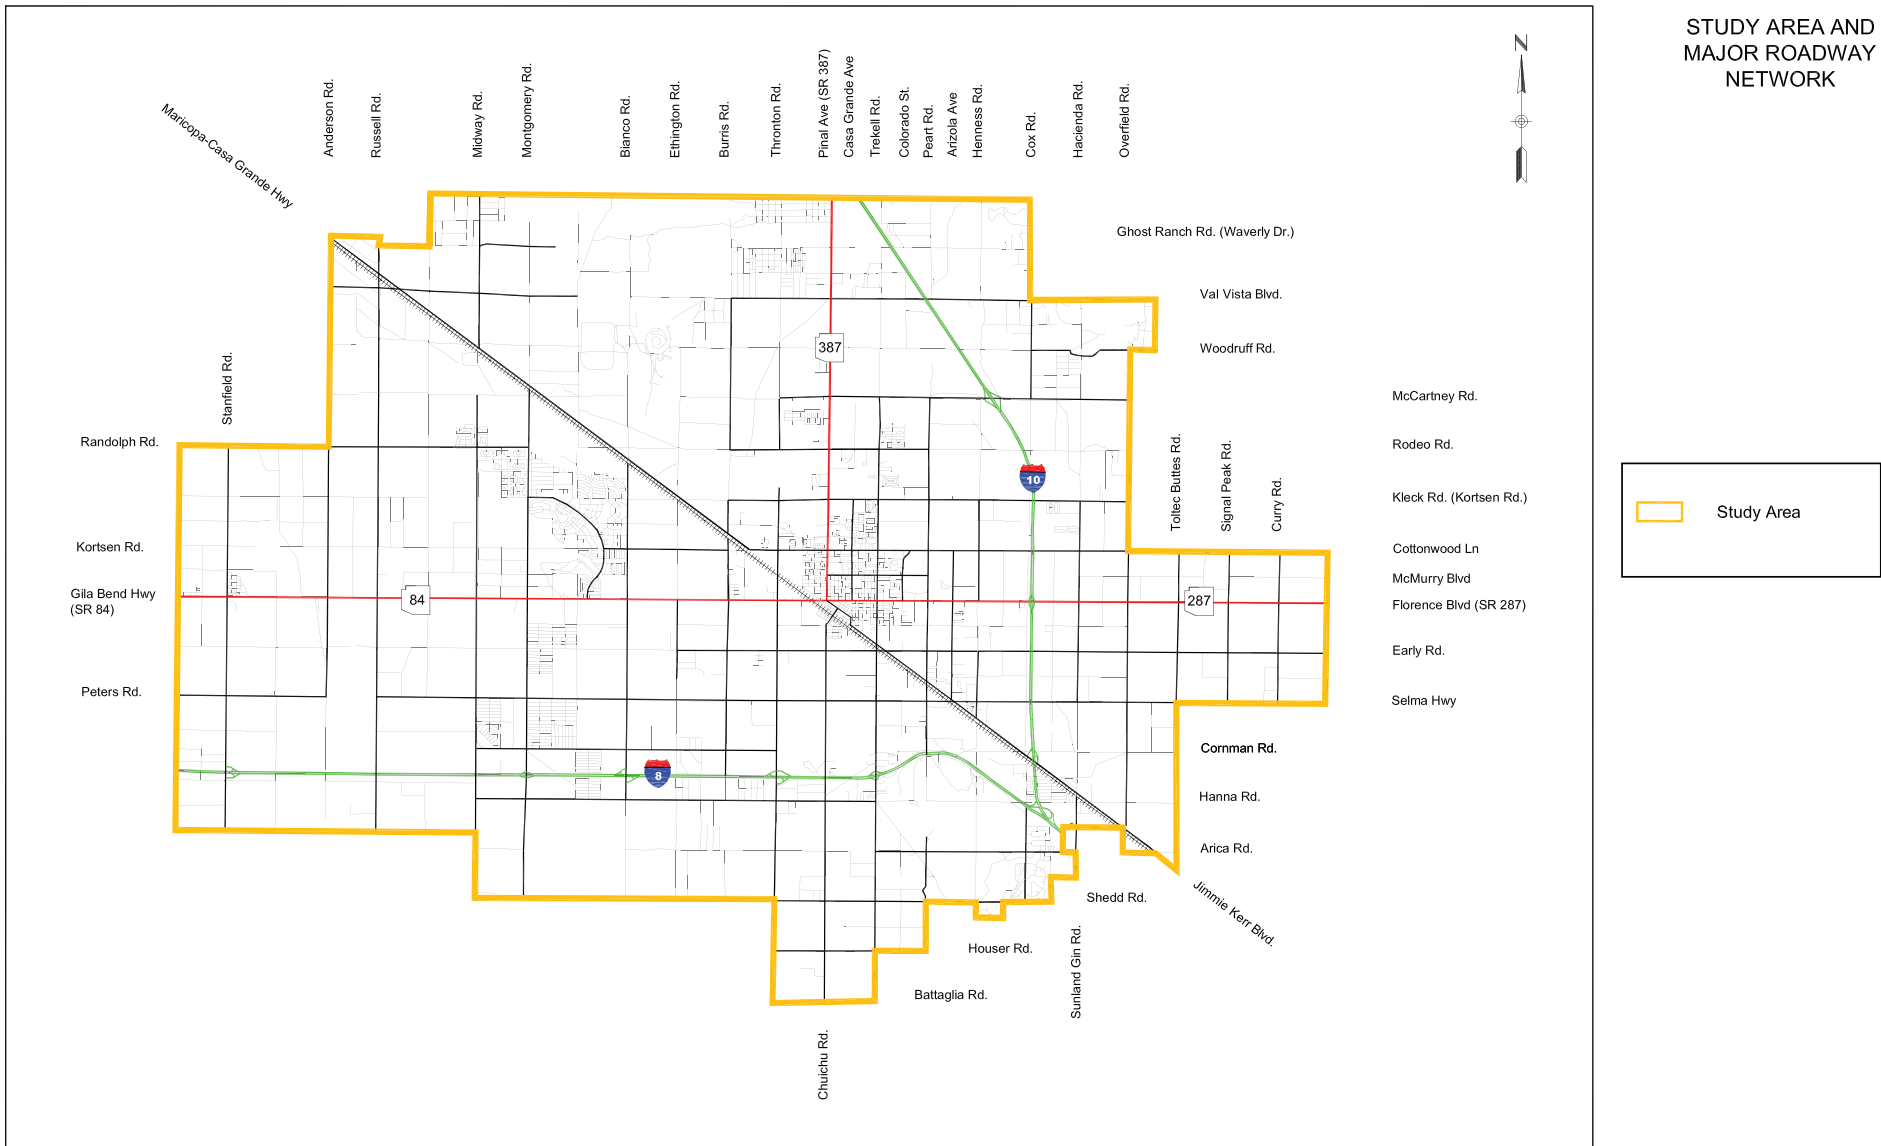 STUDY AREA AND
MAJOR ROADWAY
NETWORK
N
Maricopa-Casa Grande Hwy
Anderson Rd.
Russell Rd.
Midway Rd.
Montgomery Rd.
Bianco Rd.
Ethington Rd.
Burris Rd.
Thronton Rd.
Pinal Ave (SR 387)
Casa Grande Ave
Trekell Rd.
Colorado St.
Peart Rd.
Arizola Ave
Henness Rd.
Cox Rd.
Hacienda Rd.
Overfield Rd.
Ghost Ranch Rd. (Waverly Dr.)
Val Vista Blvd.
Woodruff Rd.
387
Stanfield Rd.
McCartney Rd.
Randolph Rd.
Rodeo Rd.
Toltec Buttes Rd.
Signal Peak Rd.
Curry Rd.
10
Kleck Rd. (Kortsen Rd.)
Study Area
Kortsen Rd.
Cottonwood Ln
McMurry Blvd
Gila Bend Hwy
(SR 84)
84
287
Florence Blvd (SR 287)
Early Rd.
Peters Rd.
Selma Hwy
Cornman Rd.
8
Hanna Rd.
Arica Rd.
Shedd Rd.
Jimmie Kerr Blvd.
Houser Rd.
Sunland Gin Rd.
Battaglia Rd.
Chuichu Rd.